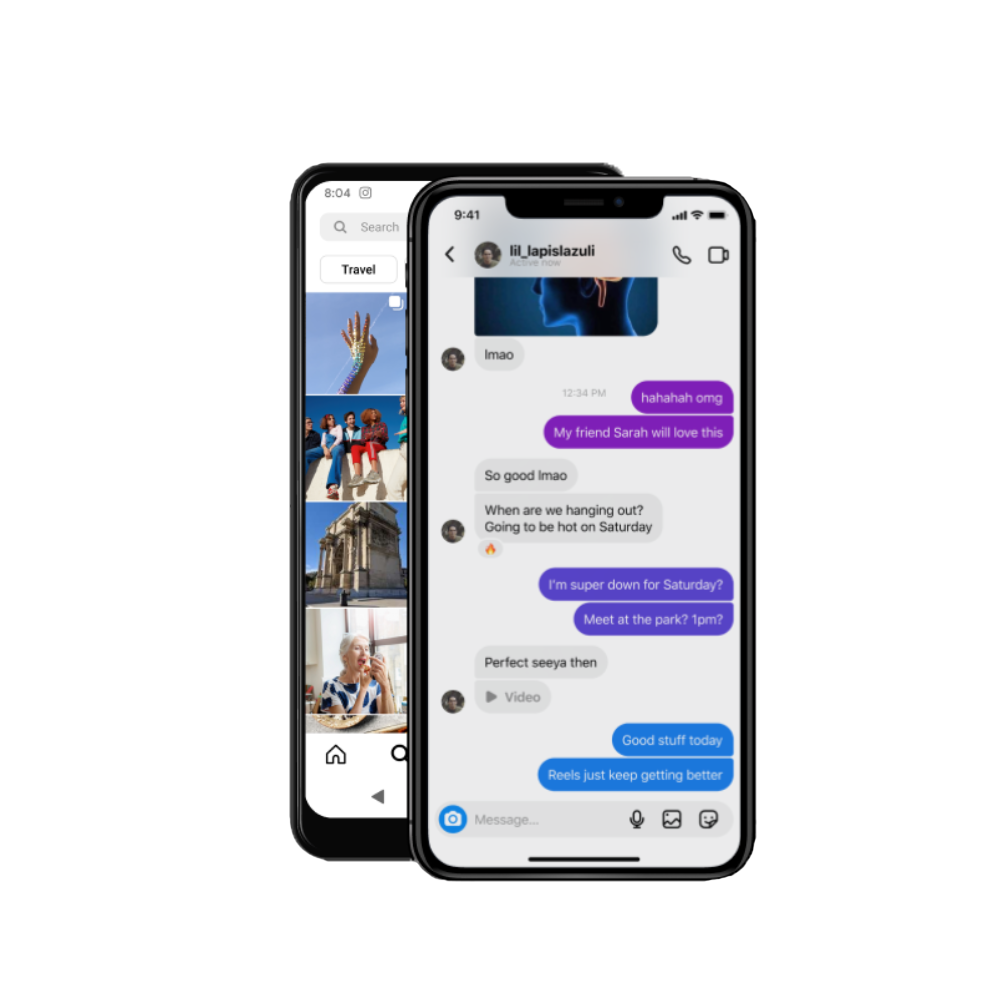 8:04
Search
Travel
9:41
lil_lapislazuli
Active now
lmao
12:34 PM
hahahah omg
My friend Sarah will love this
So good lmao
When are we hanging out?
Going to be hot on Saturday
I'm super down for Saturday?
Meet at the park? 1pm?
Perfect seeya then
Video
Good stuff today
Reels just keep getting better
Message...